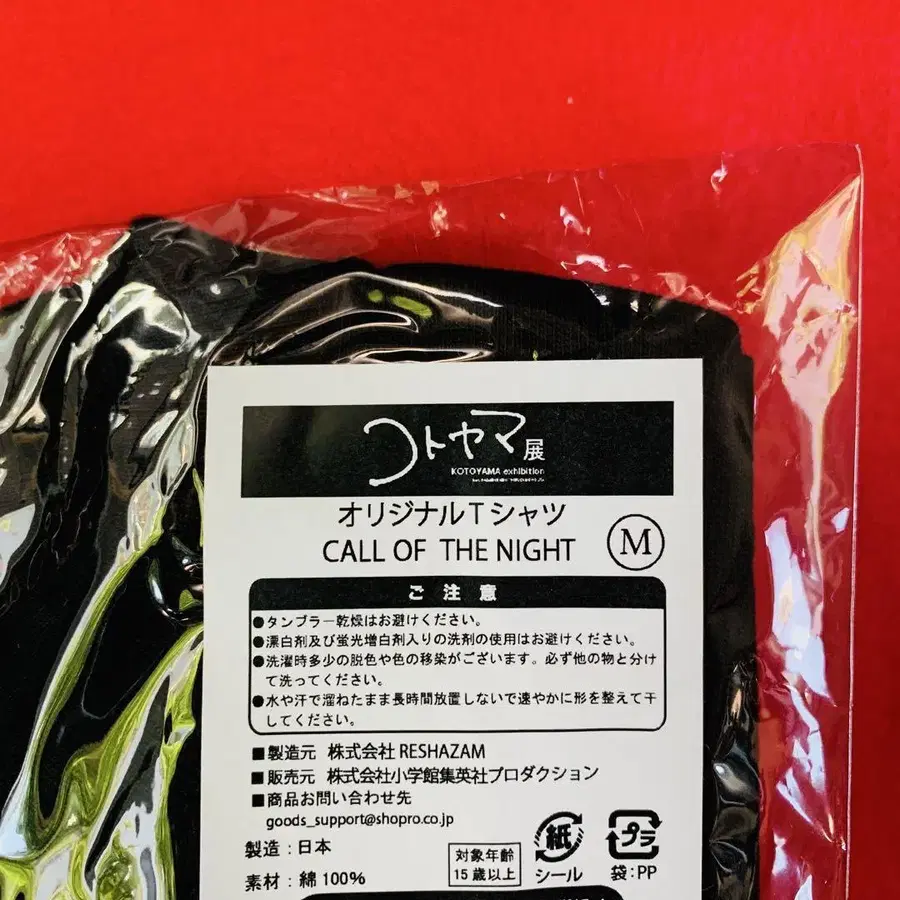 コトヤマ展
KOTOYAMA exhibition
オリジナルTシャツ
CALL OF THE NIGHT
M
ご注意
●タンブラー乾燥はお避けください。
●漂白剤及び蛍光増白剤入りの洗剤の使用はお避けください。
●洗濯時多少の脱色や色の移染がございます。必ず他の物と分け
て洗ってください。
●水や汗で溜ねたまま長時間放置しないで速やかに形を整えて干
してください。
■製造元 株式会社 RESHAZAM
■販売元 株式会社小学館集英社プロダクション
■商品お問い合わせ先
goods_support@shopro.co.jp
製造:日本
素材:綿100%
対象年齢
15歳以上
紙
シール
プラ
袋:PP